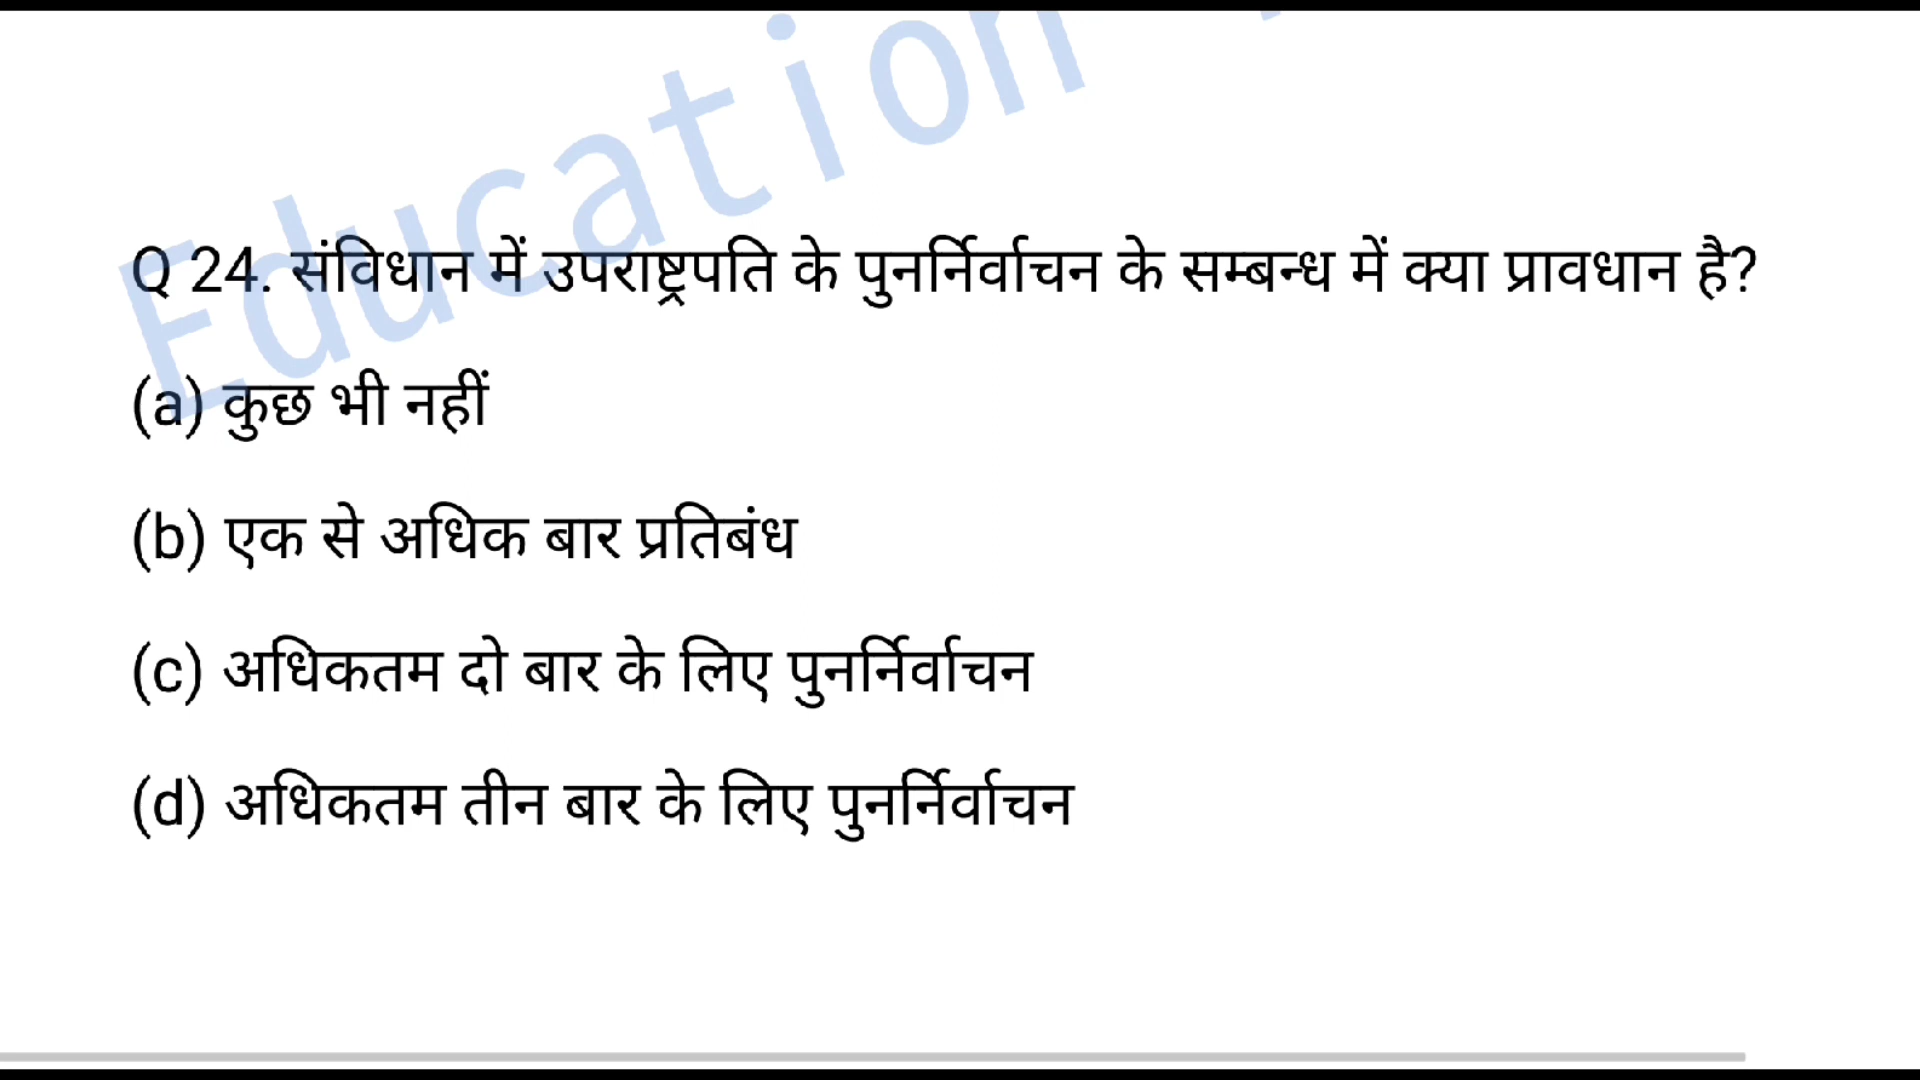 Education
Q 24. संविधान में उपराष्ट्रपति के पुनर्निर्वाचन के सम्बन्ध में क्या प्रावधान है?
(a) कुछ भी नहीं
(b) एक से अधिक बार प्रतिबंध
(c) अधिकतम दो बार के लिए पुनर्निर्वाचन
(d) अधिकतम तीन बार के लिए पुनर्निर्वाचन